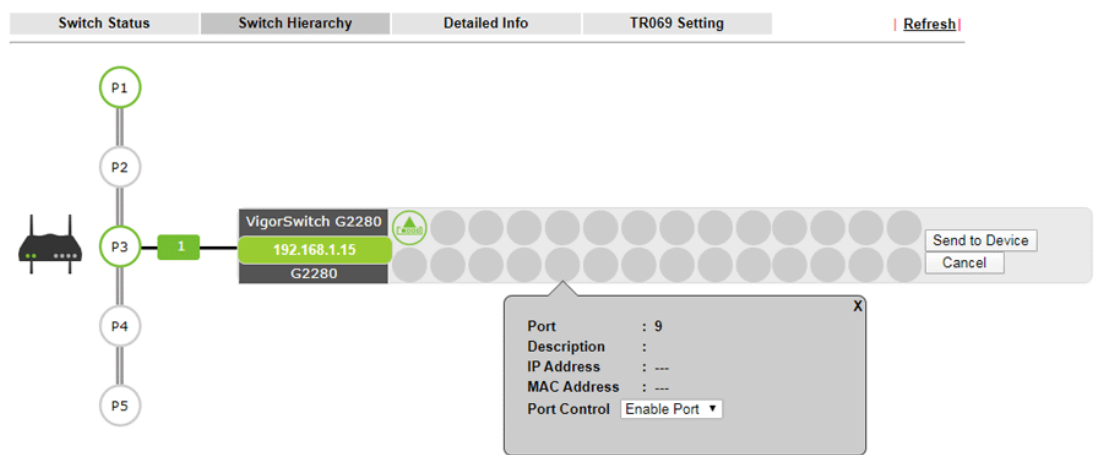 Switch Status Switch Hierarchy Detailed Info TR069 Setting | Refresh |
P1
P2
P3
P4
P5
1
VigorSwitch G2280
192.168.1.15
G2280
Send to Device
Cancel
X
Port : 9
Description :
IP Address : ---
MAC Address : ---
Port Control Enable Port ▼